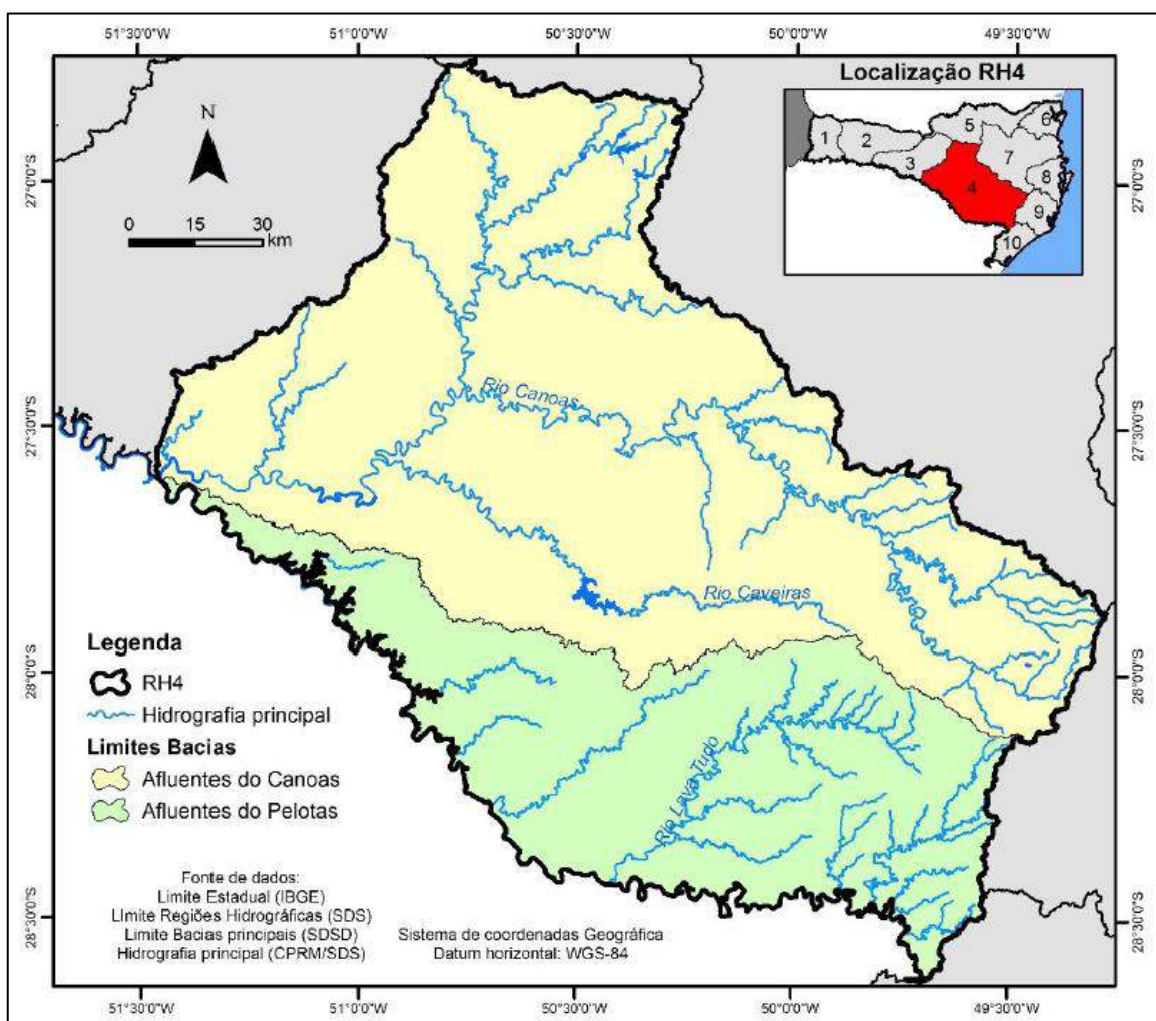 51°30'0"W
51°0'0"W
50°30'0"W
50°0'0"W
49°30'0"W
Localização RH4
1
2
3
4
5
6
7
8
9
10
N
0 15 30
km
27°0'0"S
27°0'0"S
Rio Canoas
27°30'0"S
27°30'0"S
Rio Caveiras
Legenda
RH4
Hidrografia principal
Limites Bacias
Afluentes do Canoas
Afluentes do Pelotas
28°0'0"S
28°0'0"S
Rio Lava Tudo
Fonte de dados:
Limite Estadual (IBGE)
LImite Regiões Hidrográficas (SDS)
Limite Bacias principais (SDSD)
Hidrografia principal (CPRM/SDS)
Sistema de coordenadas Geográfica
Datum horizontal: WGS-84
28°30'0"S
28°30'0"S
51°30'0"W
51°0'0"W
50°30'0"W
50°0'0"W
49°30'0"W